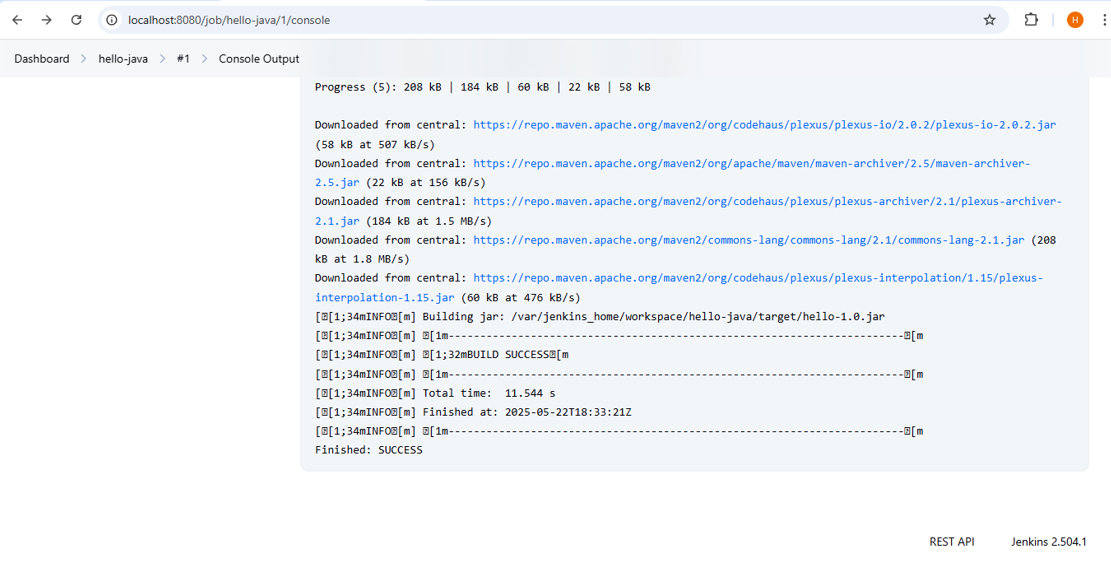 localhost:8080/job/hello-java/1/console
H
Dashboard > hello-java > #1 > Console Output
Progress (5): 208 kB | 184 kB | 60 kB | 22 kB | 58 kB
Downloaded from central: https://repo.maven.apache.org/maven2/org/codehaus/plexus/plexus-io/2.0.2/plexus-io-2.0.2.jar
(58 kB at 507 kB/s)
Downloaded from central: https://repo.maven.apache.org/maven2/org/apache/maven/maven-archiver/2.5/maven-archiver-
2.5.jar (22 kB at 156 kB/s)
Downloaded from central: https://repo.maven.apache.org/maven2/org/codehaus/plexus/plexus-archiver/2.1/plexus-archiver-
2.1.jar (184 kB at 1.5 MB/s)
Downloaded from central: https://repo.maven.apache.org/maven2/commons-lang/commons-lang/2.1/commons-lang-2.1.jar (208
kB at 1.8 MB/s)
Downloaded from central: https://repo.maven.apache.org/maven2/org/codehaus/plexus/plexus-interpolation/1.15/plexus-
interpolation-1.15.jar (60 kB at 476 kB/s)
[␛[1;34mINFO␛[m] Building jar: /var/jenkins_home/workspace/hello-java/target/hello-1.0.jar
[␛[1;34mINFO␛[m] ␛[1m------------------------------------------------------------------------␛[m
[␛[1;34mINFO␛[m] ␛[1;32mBUILD SUCCESS␛[m
[␛[1;34mINFO␛[m] ␛[1m------------------------------------------------------------------------␛[m
[␛[1;34mINFO␛[m] Total time:  11.544 s
[␛[1;34mINFO␛[m] Finished at: 2025-05-22T18:33:21Z
[␛[1;34mINFO␛[m] ␛[1m------------------------------------------------------------------------␛[m
Finished: SUCCESS
REST API Jenkins 2.504.1